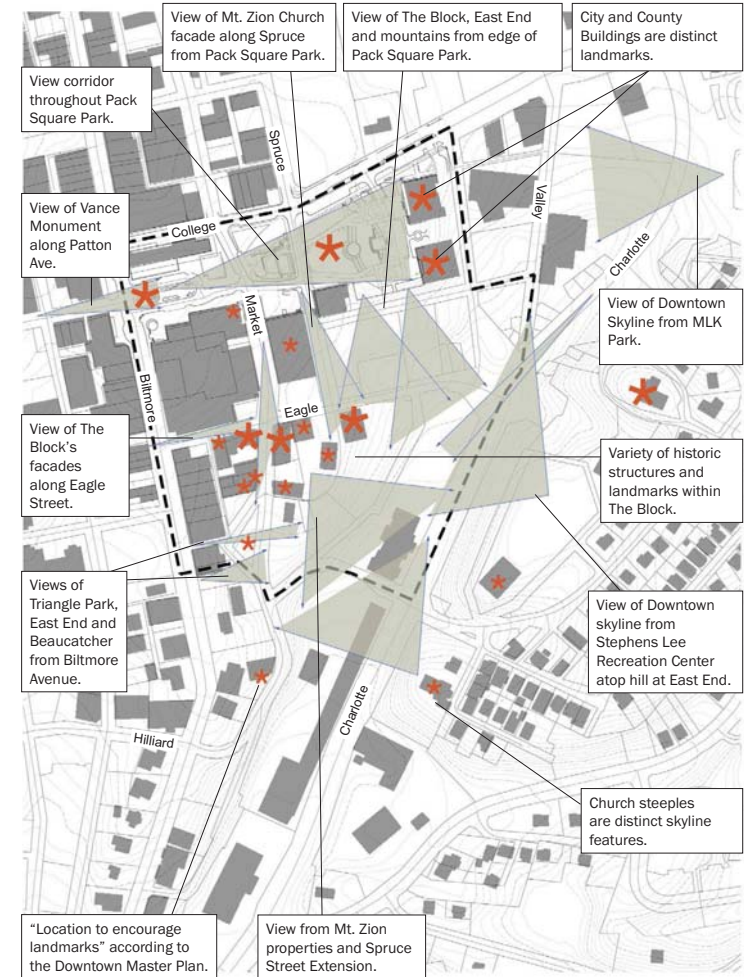 View of Mt. Zion Church
facade along Spruce
from Pack Square Park.
View of The Block, East End
and mountains from edge of
Pack Square Park.
City and County
Buildings are distinct
landmarks.
View corridor
throughout Pack
Square Park.
Spruce
Valley
View of Vance
Monument
along Patton
Ave.
College
Charlotte
View of Downtown
Skyline from MLK
Park.
Market
Biltmore
Eagle
View of The
Block's
facades
along Eagle
Street.
Variety of historic
structures and
landmarks within
The Block.
Views of
Triangle Park,
East End and
Beaucatcher
from Biltmore
Avenue.
View of Downtown
skyline from
Stephens Lee
Recreation Center
atop hill at East End.
Charlotte
Hilliard
Church steeples
are distinct skyline
features.
“Location to encourage
landmarks” according to
the Downtown Master Plan.
View from Mt. Zion
properties and Spruce
Street Extension.